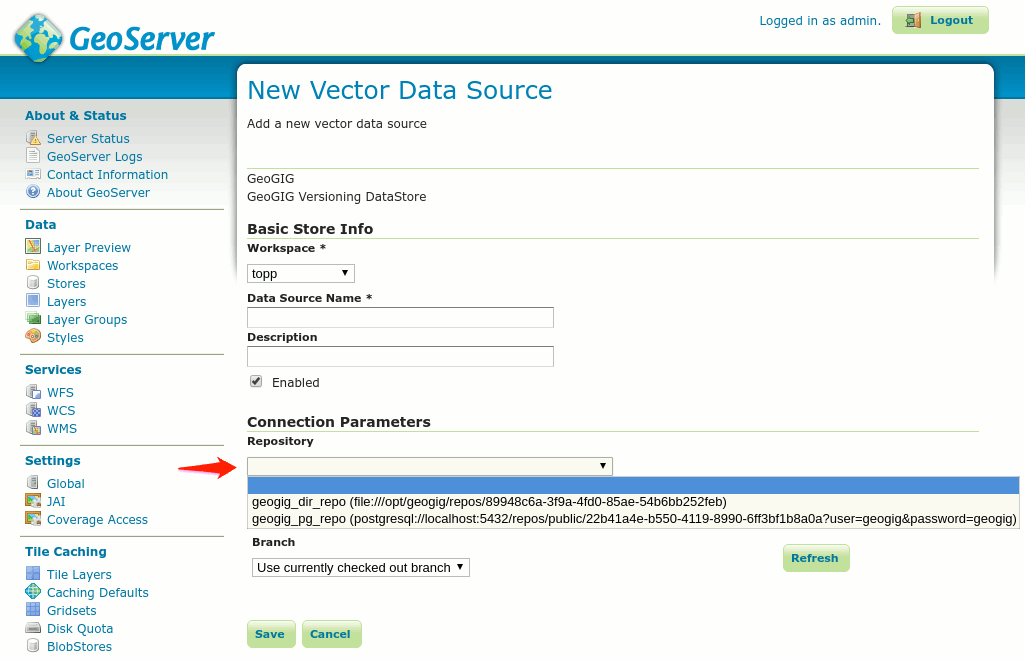 GeoServer
Logged in as admin.
Logout
About & Status
Server Status
GeoServer Logs
Contact Information
About GeoServer
Data
Layer Preview
Workspaces
Stores
Layers
Layer Groups
Styles
Services
WFS
WCS
WMS
Settings
Global
JAI
Coverage Access
Tile Caching
Tile Layers
Caching Defaults
Gridsets
Disk Quota
BlobStores
New Vector Data Source
Add a new vector data source
GeoGIG
GeoGIG Versioning DataStore
Basic Store Info
Workspace *
topp
Data Source Name *
Description
Enabled
Connection Parameters
Repository
geogig_dir_repo (file:///opt/geogig/repos/89948c6a-3f9a-4fd0-85ae-54b6bb252feb)
geogig_pg_repo (postgresql://localhost:5432/repos/public/22b41a4e-b550-4119-8990-6ff3bf1b8a0a?user=geogig&password=geogig)
Branch
Use currently checked out branch
Refresh
Save
Cancel